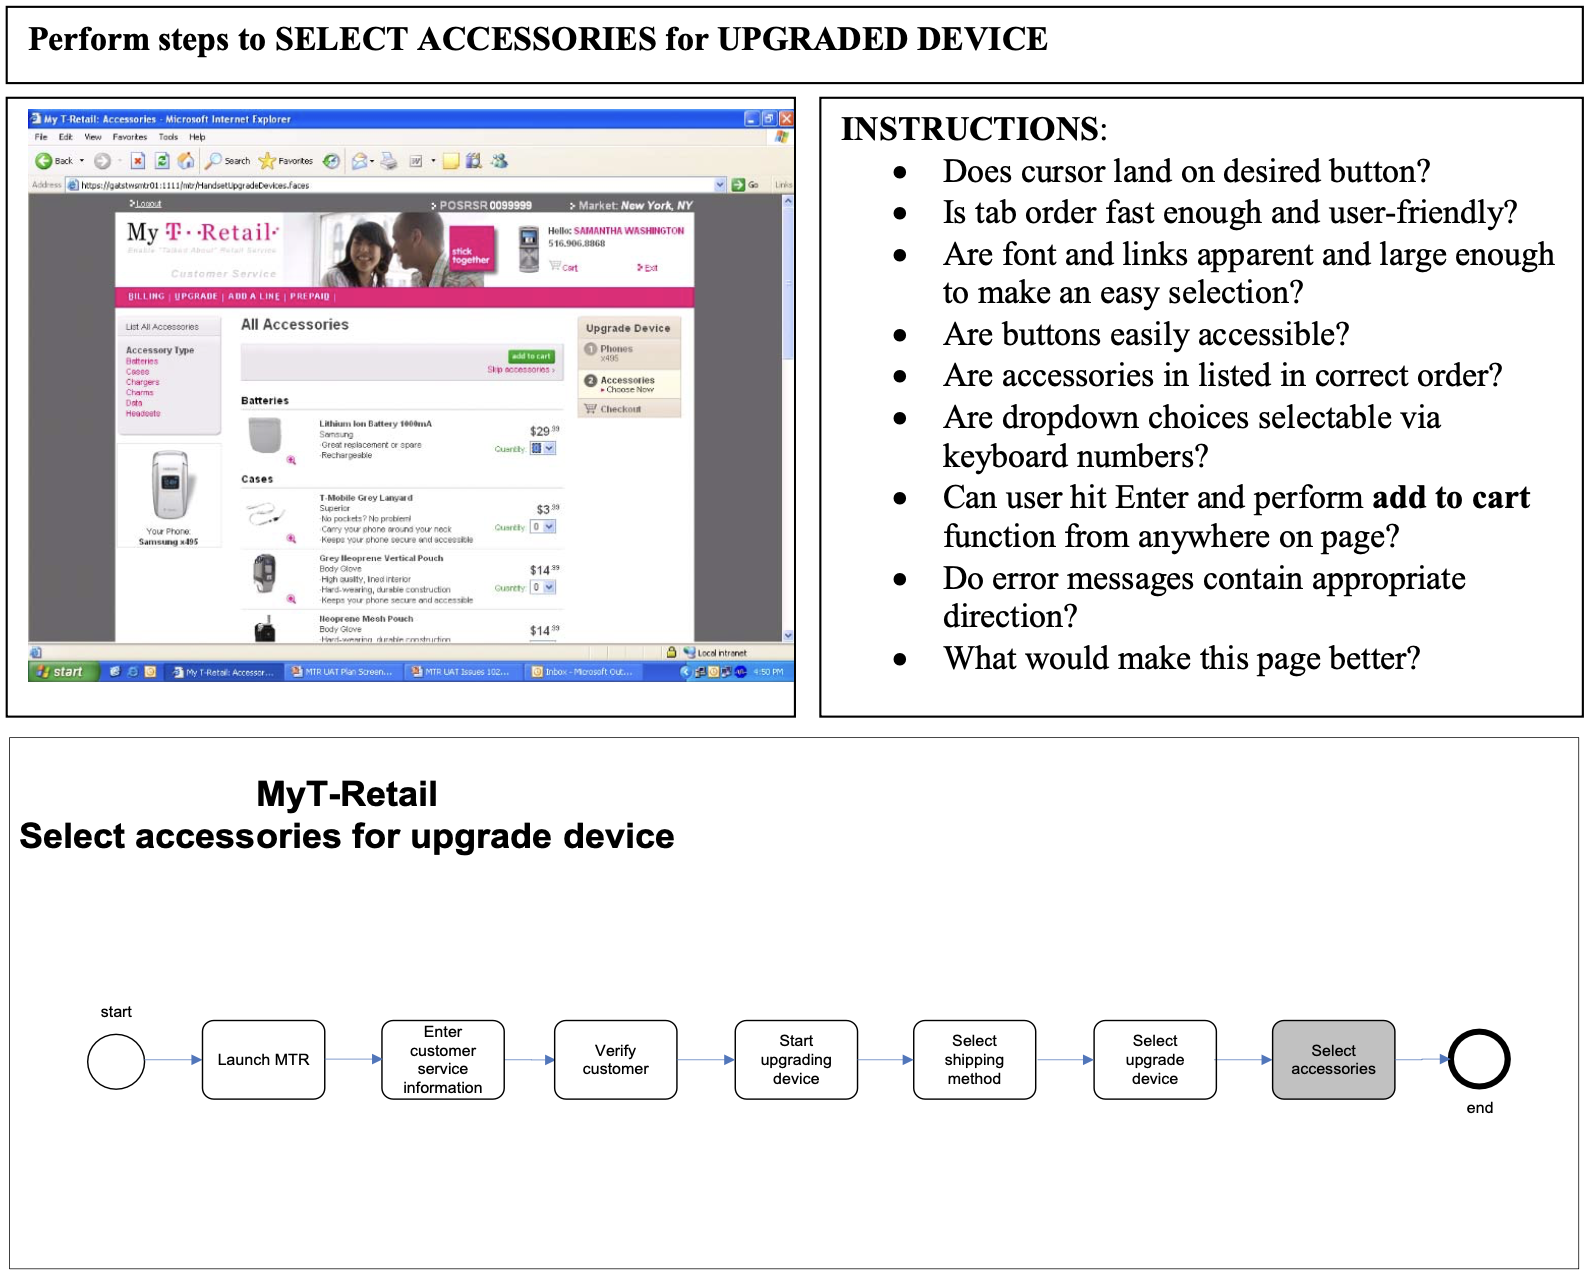 Perform steps to SELECT ACCESSORIES for UPGRADED DEVICE
My T-Retail: Accessories - Microsoft Internet Explorer
File Edit View Favorites Tools Help
Back Search Favorites
Address https://gatstwsmtr01:1111/mtr/HandsetUpgradeDevices.faces Go Links
Logout POSRSR 0099999 Market: New York, NY
My T-Retail
Customer Service
stick together
Hello: SAMANTHA WASHINGTON
516.906.8868
Cart Exit
BILLING | UPGRADE | ADD A LINE | PREPAID |
List All Accessories
Accessory Type
Batteries
Cases
Chargers
Charms
Data
Headsets
Your Phone:
Samsung x495
All Accessories
add to cart
Skip accessories ›
Batteries
Lithium Ion Battery 1000mA
Samsung
·Great replacement or spare
·Rechargeable
$29.99
Quantity: 0
Cases
T-Mobile Grey Lanyard
Superior
·No pockets? No problem!
·Carry your phone around your neck
·Keeps your phone secure and accessible
$3.99
Quantity: 0
Grey Neoprene Vertical Pouch
Body Glove
·High quality, lined interior
·Hard-wearing, durable construction
·Keeps your phone secure and accessible
$14.99
Quantity: 0
Neoprene Mesh Pouch
Body Glove
·Hard-wearing, durable construction
$14.99
Upgrade Device
1 Phones
x495
2 Accessories
Choose Now
Checkout
Local intranet
start My T-Retail: Accessor... MTR UAT Plan Screen... MTR UAT Issues 102... Inbox - Microsoft Out... 4:50 PM
INSTRUCTIONS:
• Does cursor land on desired button?
• Is tab order fast enough and user-friendly?
• Are font and links apparent and large enough
to make an easy selection?
• Are buttons easily accessible?
• Are accessories in listed in correct order?
• Are dropdown choices selectable via
keyboard numbers?
• Can user hit Enter and perform add to cart
function from anywhere on page?
• Do error messages contain appropriate
direction?
• What would make this page better?
MyT-Retail
Select accessories for upgrade device
start
Launch MTR
Enter
customer
service
information
Verify
customer
Start
upgrading
device
Select
shipping
method
Select
upgrade
device
Select
accessories
end